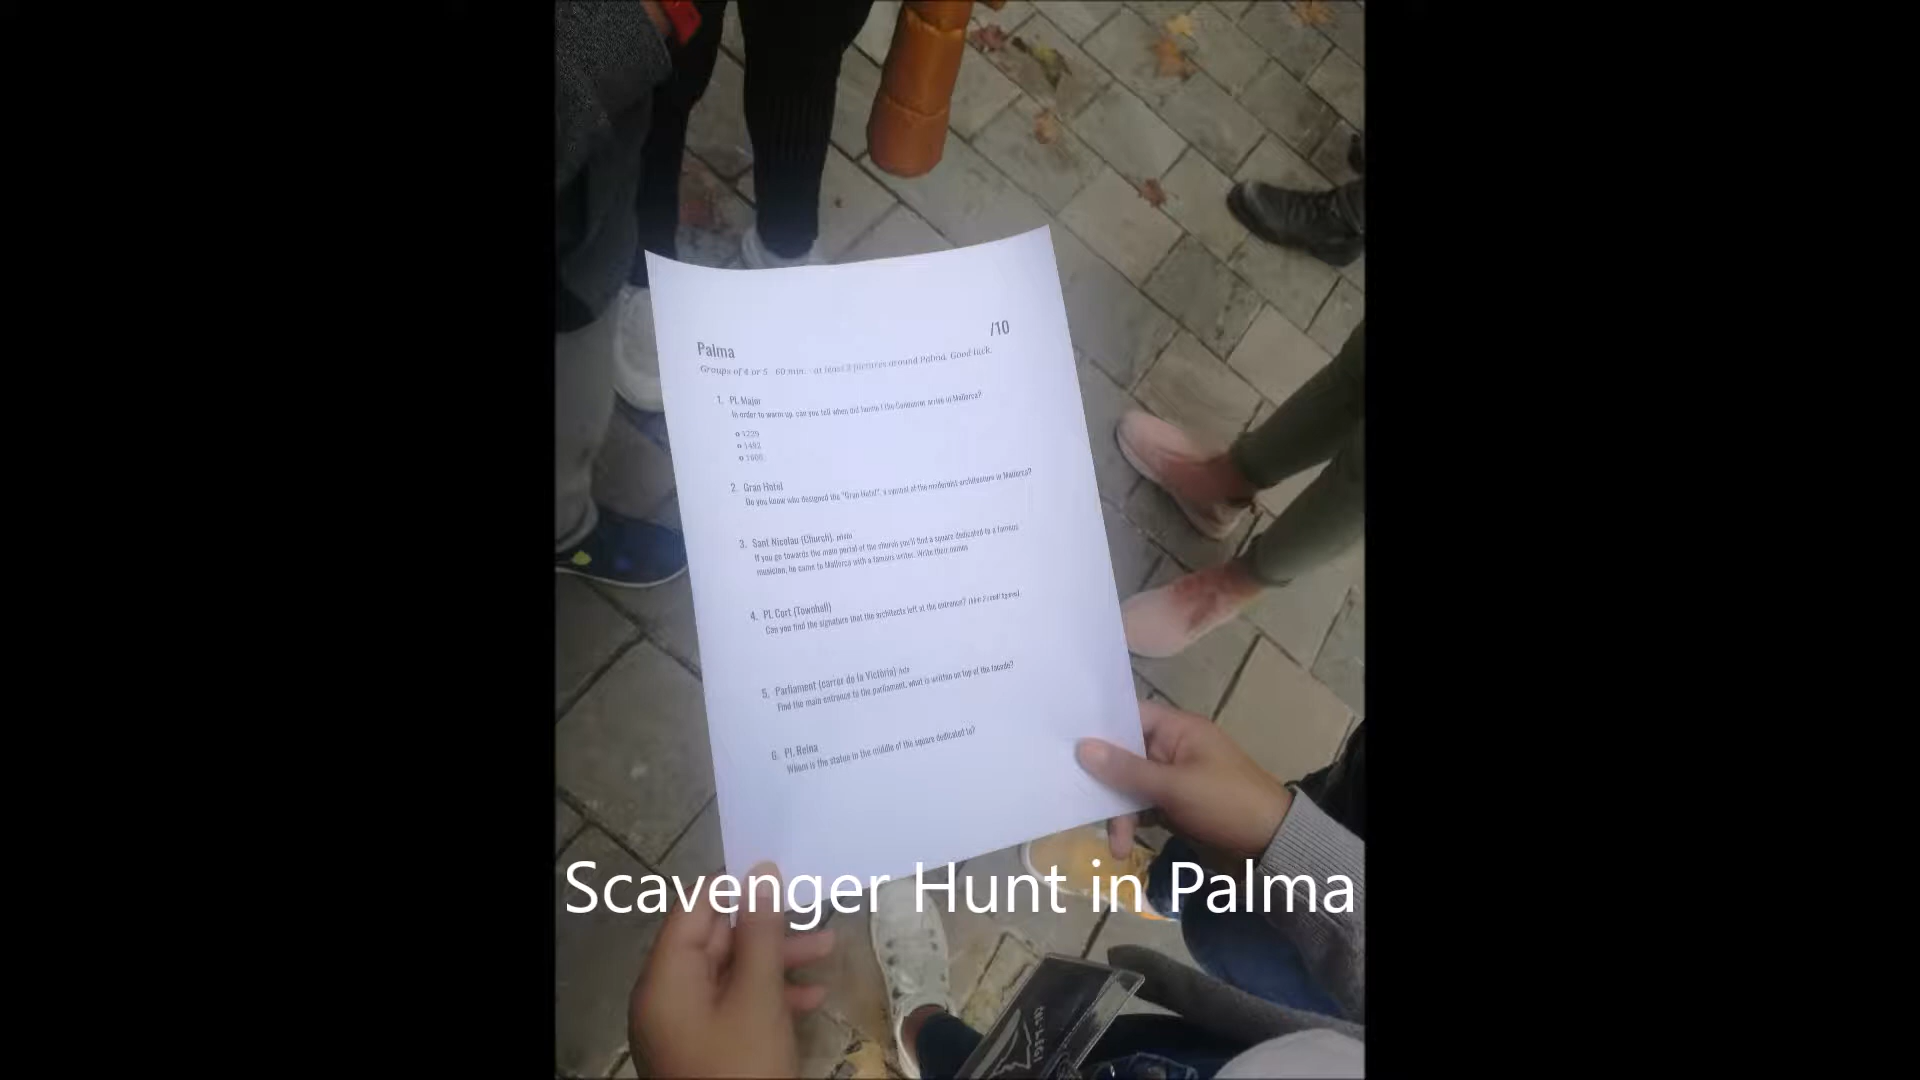 /10
Palma
Groups of 4 or 5 60 min. at least 3 pictures around Palma. Good luck.
1. Pl. Major
In order to warm up, can you tell when did Jaume I the Conqueror arrive in Mallorca?
1229
1492
2. Gran Hotel
Do you know who designed the "Gran Hotel", a symbol of the modernist architecture in Mallorca?
3. Sant Nicolau (Church).
If you go towards the main portal of the church you'll find a square dedicated to a famous
musician, he came to Mallorca with a famous writer. Write their names
4. Pl. Cort (Townhall)
Can you find the signature that the architects left at the entrance?
5. Parliament (carrer de la Victòria)
Find the main entrance to the parliament, what is written on top of the facade?
6. Pl. Reina
Whom is the statue in the middle of the square dedicated to?
Scavenger Hunt in Palma
COL·LEGI